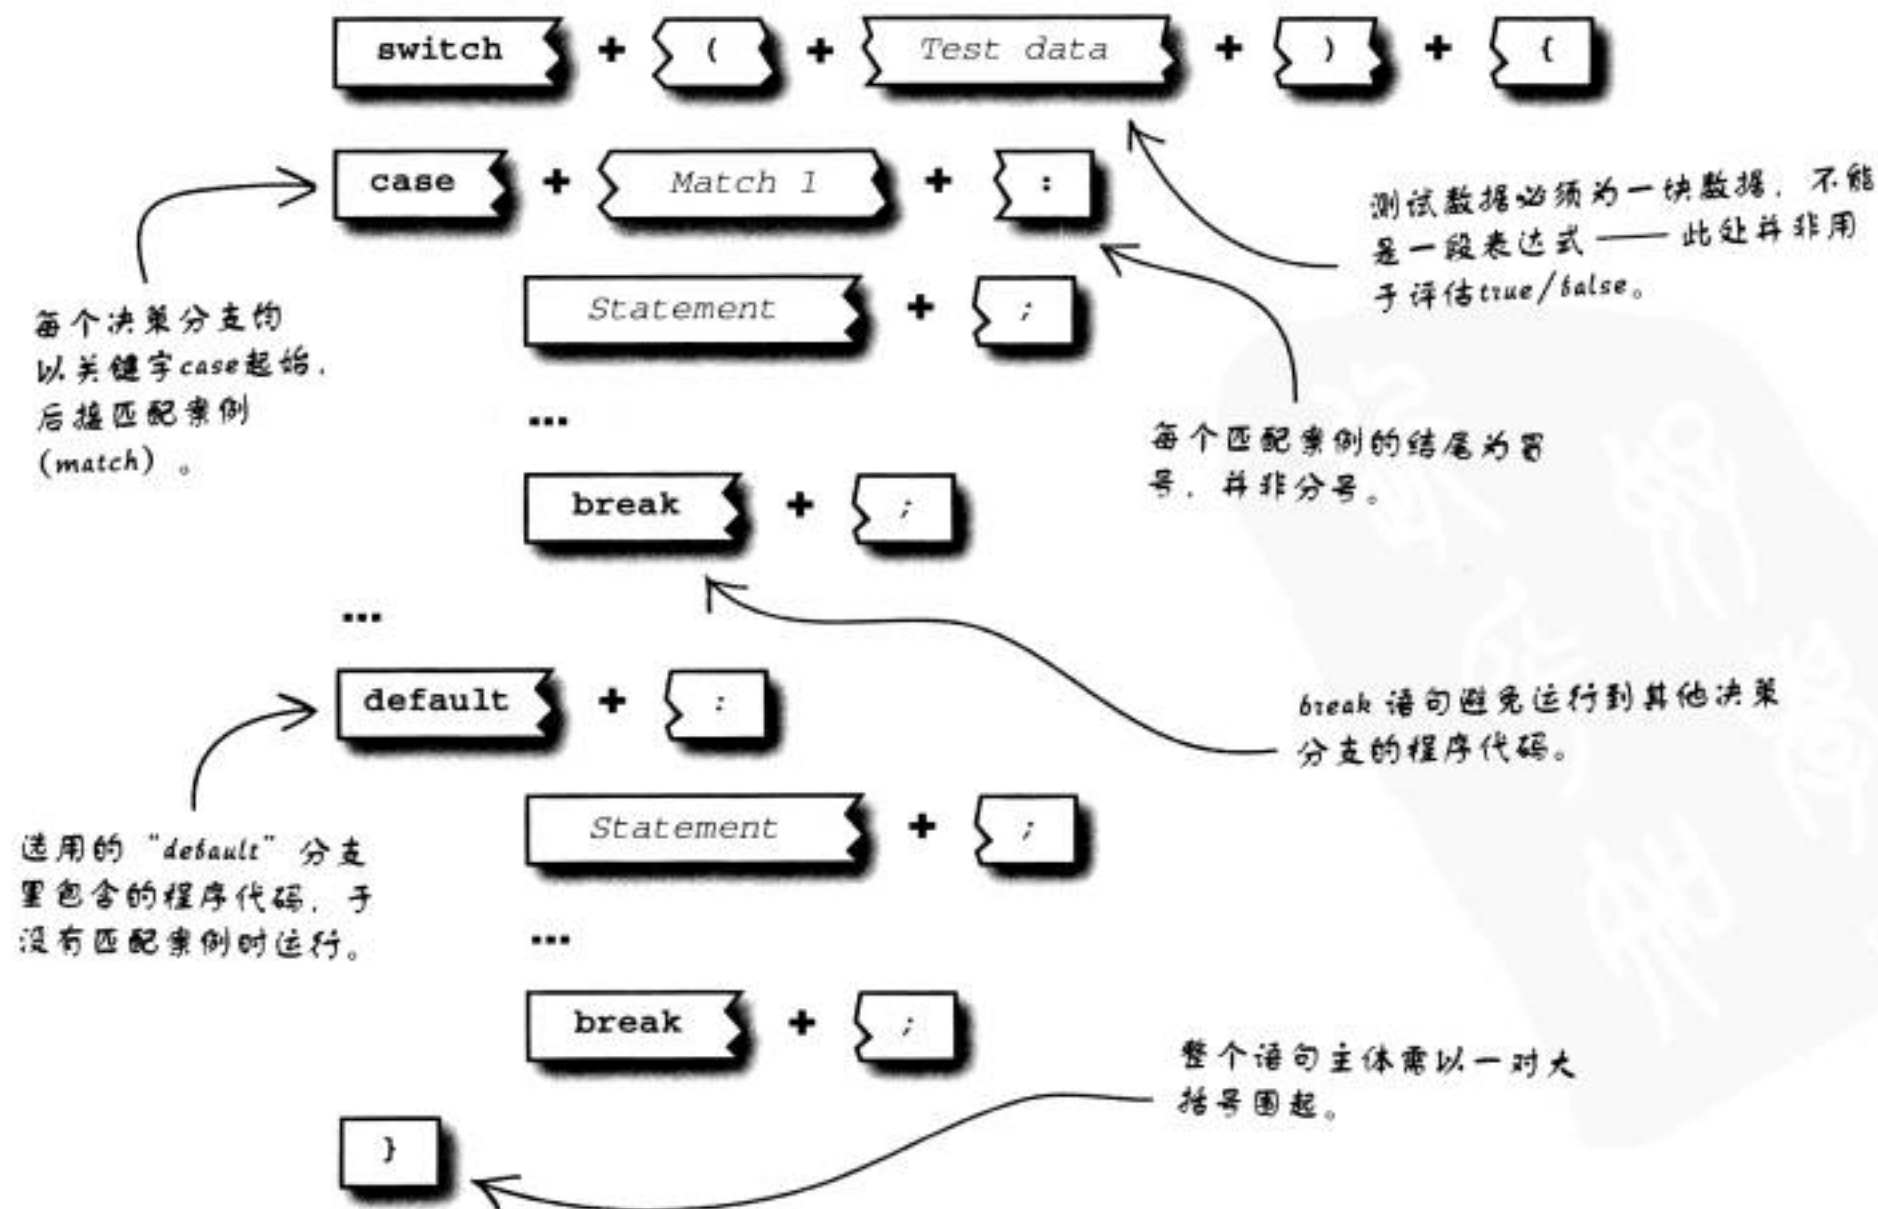 switch + ( + Test data + ) + {
case + Match 1 + :
测试数据必须为一块数据，不能
是一段表达式——此处并非用
于评估true/false。
Statement + ;
每个决策分支均
以关键字case起始，
后接匹配案例
(match)。
...
每个匹配案例的结尾为冒
号，并非分号。
break + ;
...
default + :
break 语句避免运行到其他决策
分支的程序代码。
Statement + ;
选用的“default”分支
里包含的程序代码，于
没有匹配案例时运行。
...
break + ;
整个语句主体需以一对大
括号围起。
}